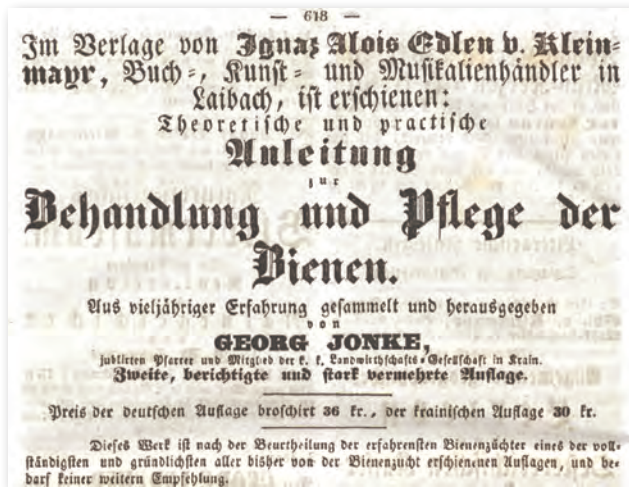 — 618 —
Im Verlage von Ignaz Alois Edlen v. Klein-
mayr, Buch-, Kunst- und Musikalienhändler in
Laibach, ist erschienen:
Theoretische und practische
Anleitung
zur
Behandlung und Pflege der
Bienen.
Aus vieljähriger Erfahrung gesammelt und herausgegeben
von
GEORG JONKE,
jublirten Pfarrer und Mitglied der k. k. Landwirthschafts-Gesellschaft in Krain.
Zweite, berichtigte und stark vermehrte Auflage.
Preis der deutschen Auflage broschirt 36 kr., der krainischen Auflage 30 kr.
Dieses Werk ist nach der Beurtheilung der erfahrensten Bienenzüchter eines der voll-
ständigsten und gründlichsten aller bisher von der Bienenzucht erschienenen Auflagen, und be-
darf keiner weitern Empfehlung.